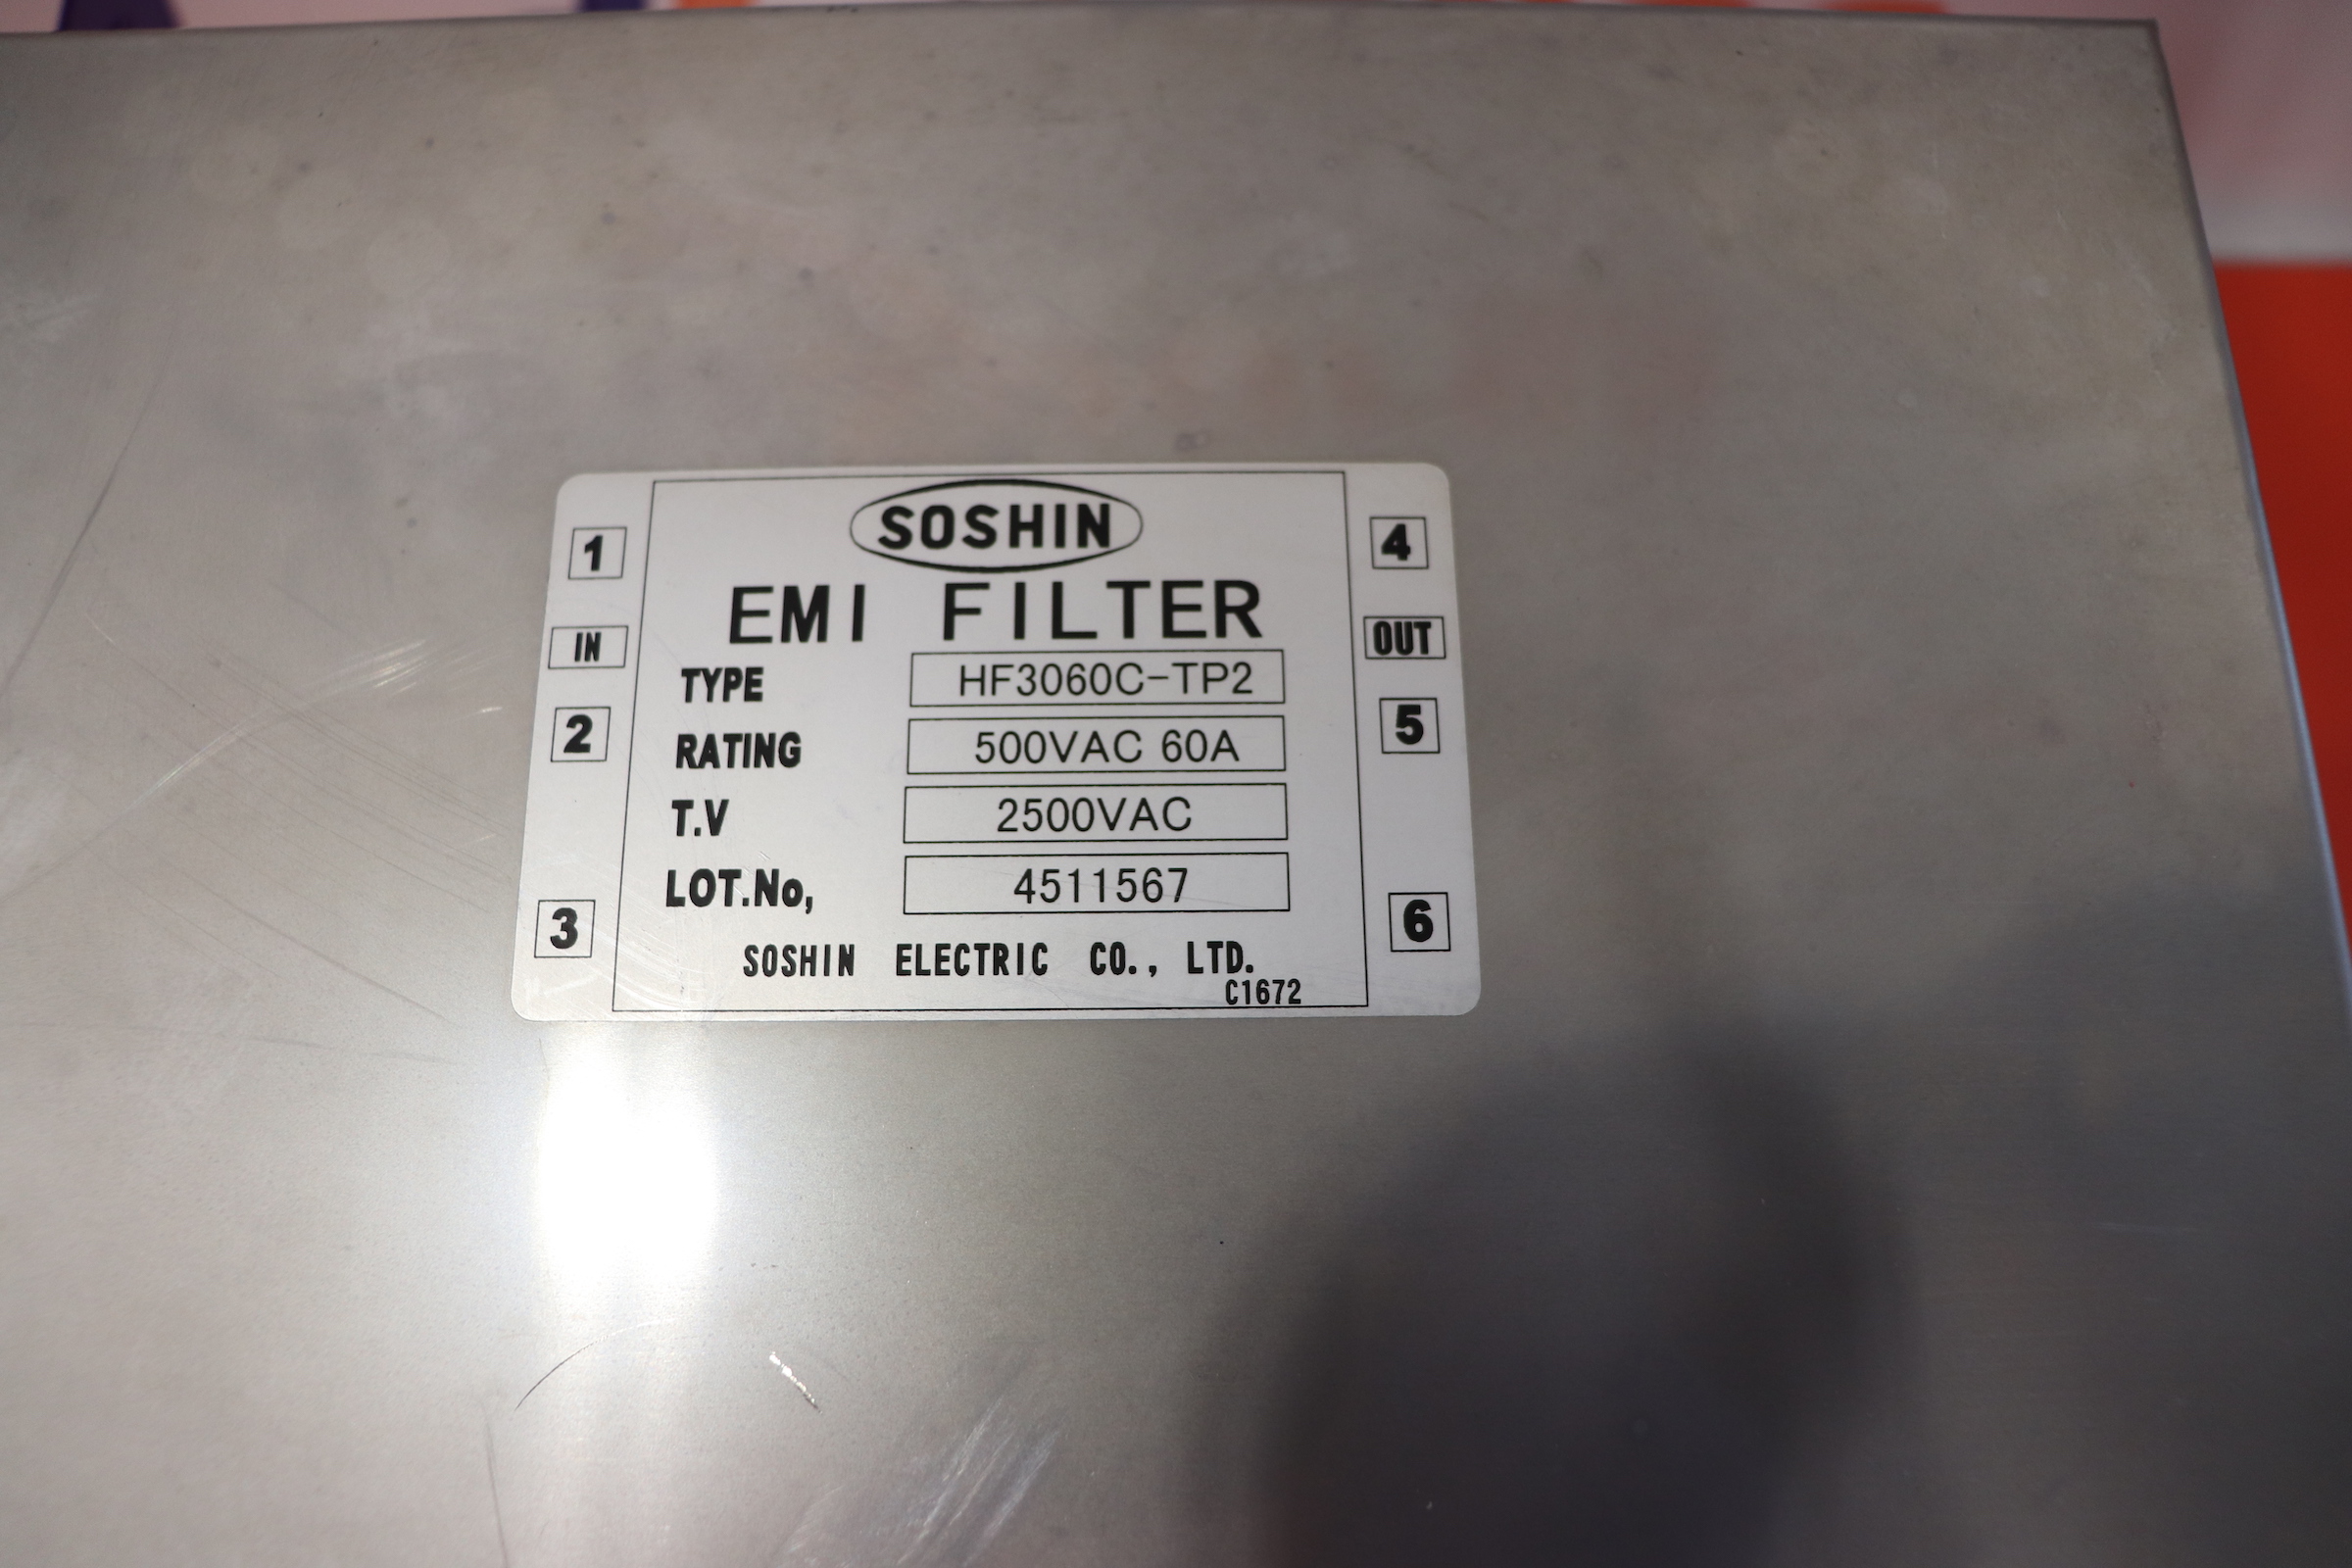 SOSHIN
EMI FILTER
1
IN
2
3
TYPE HF3060C-TP2
RATING 500VAC 60A
T.V 2500VAC
LOT.No, 4511567
SOSHIN ELECTRIC CO., LTD.
C1672
4
OUT
5
6